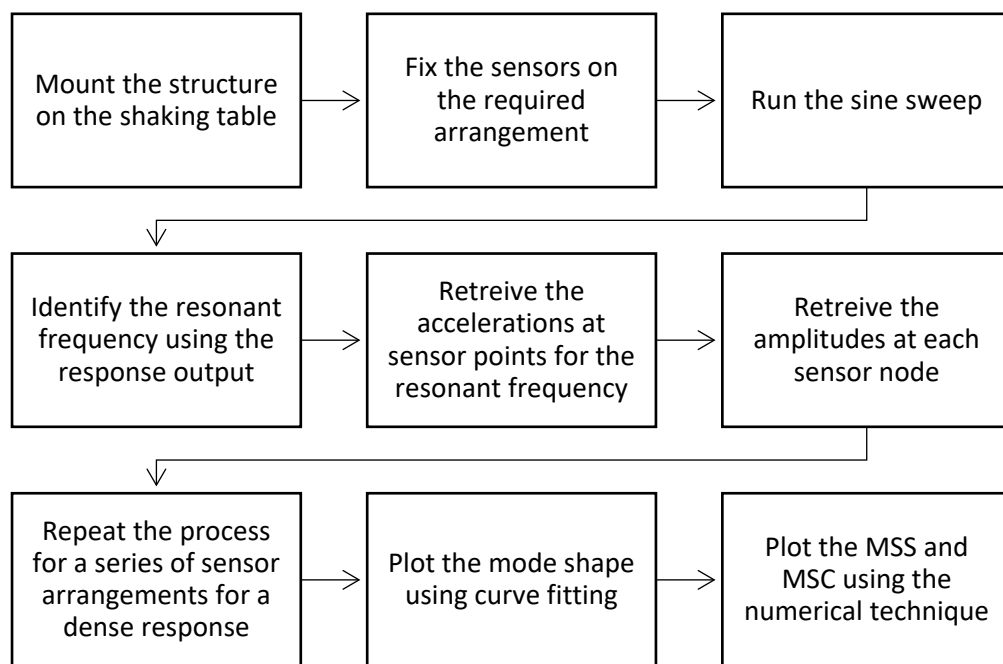 Mount the structure
on the shaking table
Fix the sensors on
the required
arrangement
Run the sine sweep
Identify the resonant
frequency using the
response output
Retreive the
accelerations at
sensor points for the
resonant frequency
Retreive the
amplitudes at each
sensor node
Repeat the process
for a series of sensor
arrangements for a
dense response
Plot the mode shape
using curve fitting
Plot the MSS and
MSC using the
numerical technique